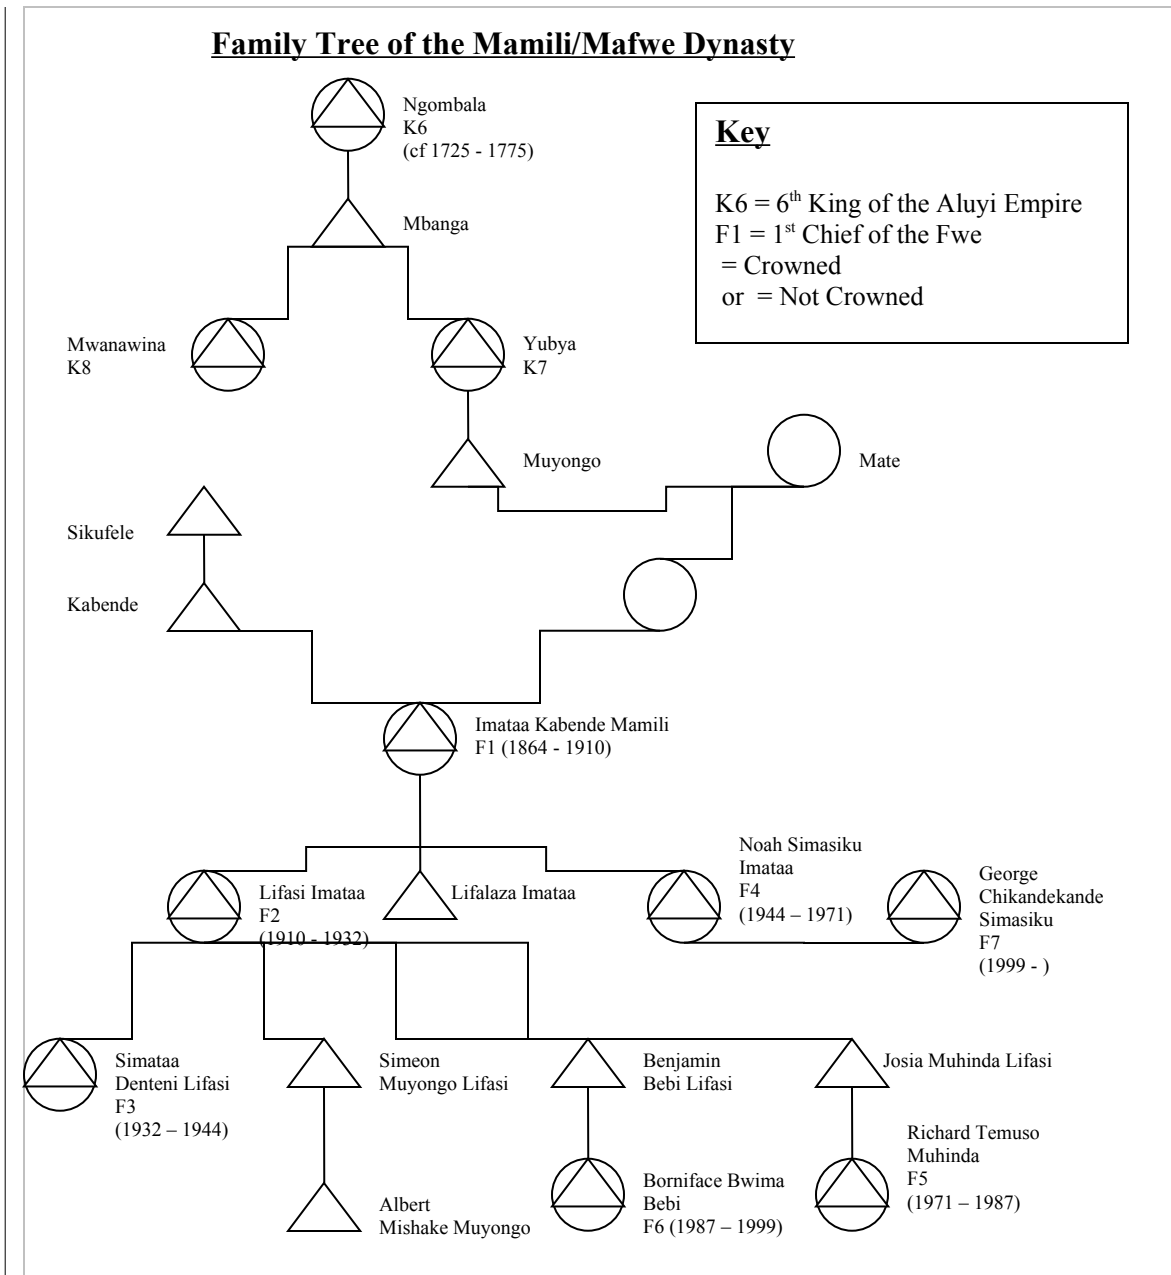 Family Tree of the Mamili/Mafwe Dynasty
Ngombala
K6
(cf 1725 - 1775)
Key
K6 = 6th King of the Aluyi Empire
F1 = 1st Chief of the Fwe
= Crowned
or = Not Crowned
Mbanga
Mwanawina
K8
Yubya
K7
Muyongo
Mate
Sikufele
Kabende
Imataa Kabende Mamili
F1 (1864 - 1910)
Lifasi Imataa
F2
(1910 - 1932)
Lifalaza Imataa
Noah Simasiku
Imataa
F4
(1944 – 1971)
George
Chikandekande
Simasiku
F7
(1999 - )
Simataa
Denteni Lifasi
F3
(1932 – 1944)
Simeon
Muyongo Lifasi
Benjamin
Bebi Lifasi
Josia Muhinda Lifasi
Albert
Mishake Muyongo
Borniface Bwima
Bebi
F6 (1987 – 1999)
Richard Temuso
Muhinda
F5
(1971 – 1987)